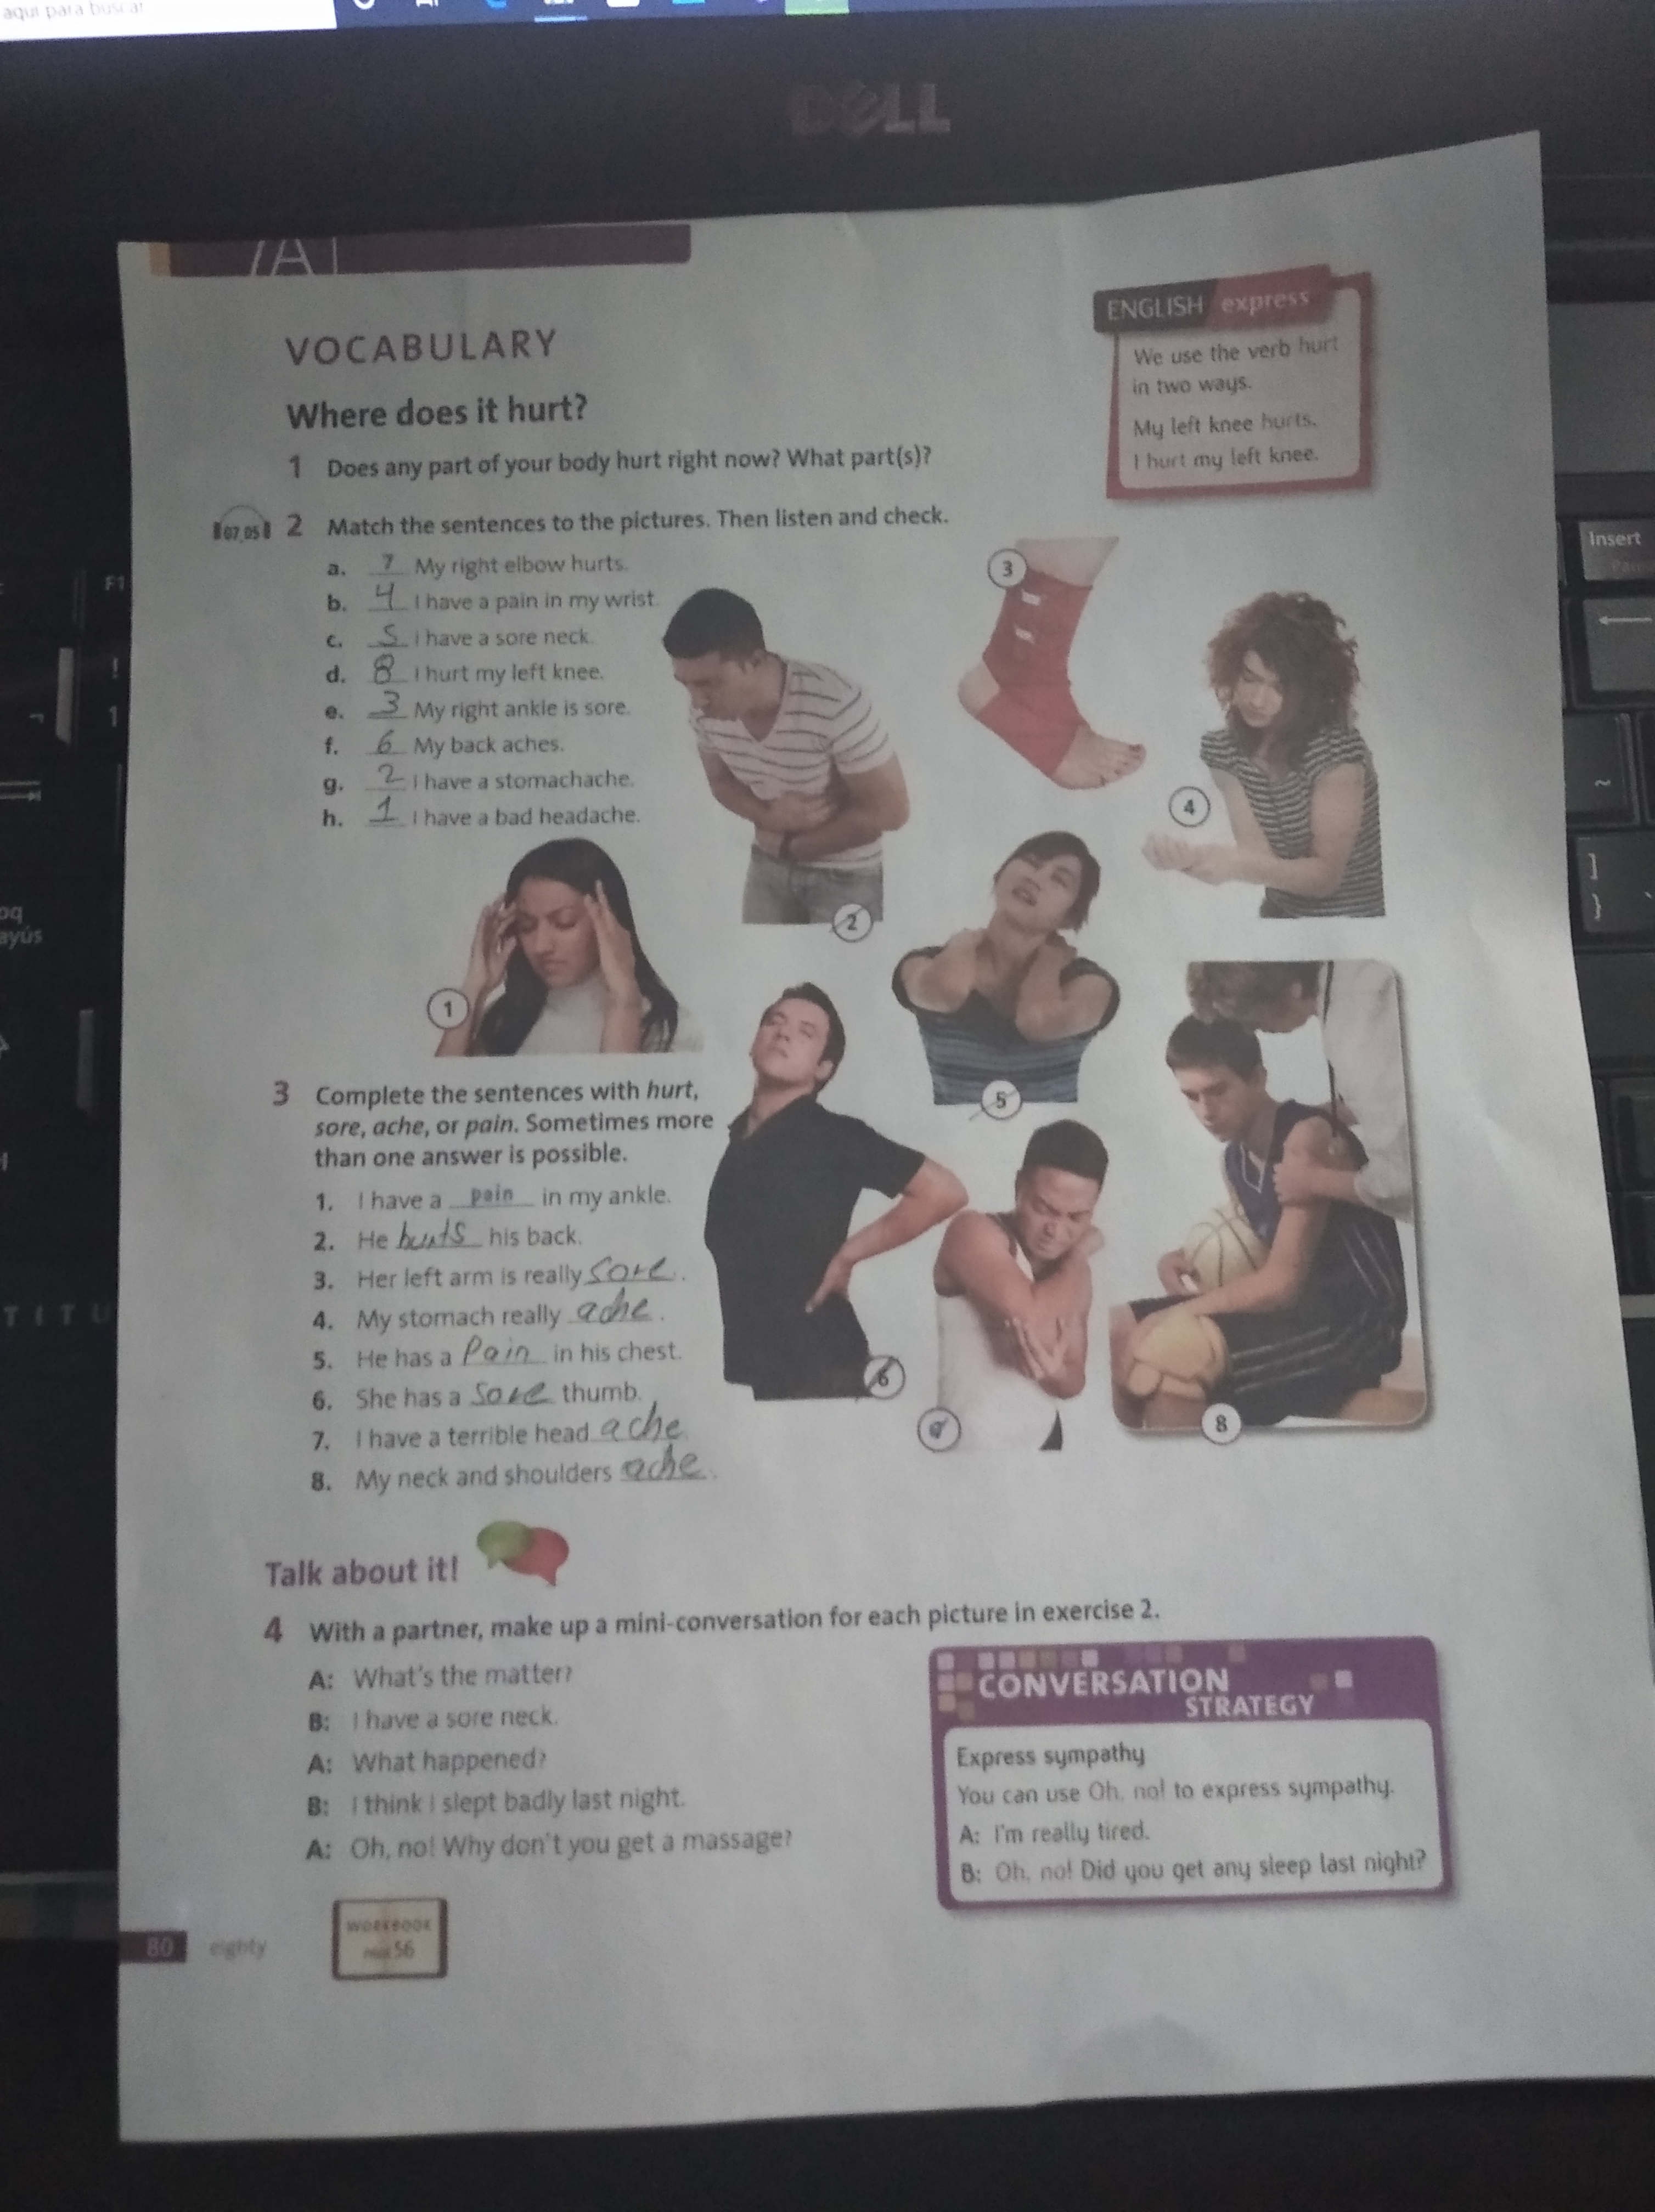 aqui para buscar
DELL
7A
ENGLISH express
We use the verb hurt
in two ways.
My left knee hurts.
I hurt my left knee.
VOCABULARY
Where does it hurt?
1 Does any part of your body hurt right now? What part(s)?
07.05 2 Match the sentences to the pictures. Then listen and check.
a. 7 My right elbow hurts.
b. 4 I have a pain in my wrist.
c. 5 I have a sore neck.
d. 8 I hurt my left knee.
e. 3 My right ankle is sore.
f. 6 My back aches.
g. 2 I have a stomachache.
h. 1 I have a bad headache.
3
4
2
1
5
6
8
3 Complete the sentences with hurt,
sore, ache, or pain. Sometimes more
than one answer is possible.
1. I have a pain in my ankle.
2. He hurts his back.
3. Her left arm is really sore.
4. My stomach really ache.
5. He has a Pain in his chest.
6. She has a sore thumb.
7. I have a terrible head ache.
8. My neck and shoulders ache.
Talk about it!
4 With a partner, make up a mini-conversation for each picture in exercise 2.
A: What's the matter?
B: I have a sore neck.
A: What happened?
B: I think I slept badly last night.
A: Oh, no! Why don't you get a massage?
CONVERSATION
STRATEGY
Express sympathy
You can use Oh, no! to express sympathy.
A: I'm really tired.
B: Oh, no! Did you get any sleep last night?
WORKBOOK
56
80 eighty
F1
Insert
!
1
~
]
}